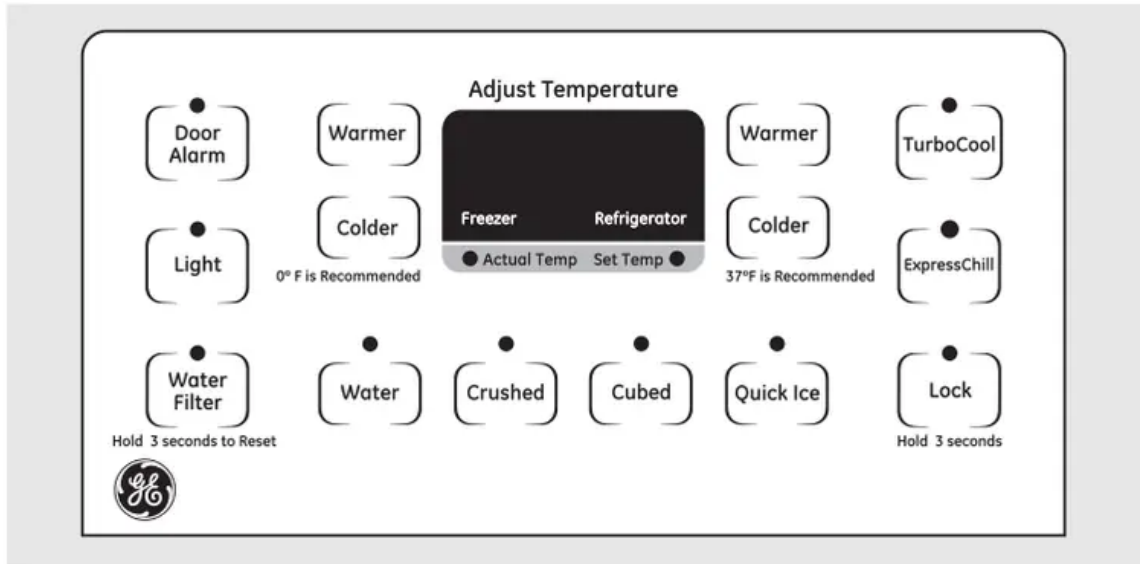 Adjust Temperature
Door
Alarm
Warmer
Warmer
TurboCool
Freezer Refrigerator
Light
Colder
Actual Temp Set Temp
Colder
ExpressChill
0° F is Recommended
37°F is Recommended
Water
Filter
Water
Crushed
Cubed
Quick Ice
Lock
Hold 3 seconds to Reset
Hold 3 seconds
GE